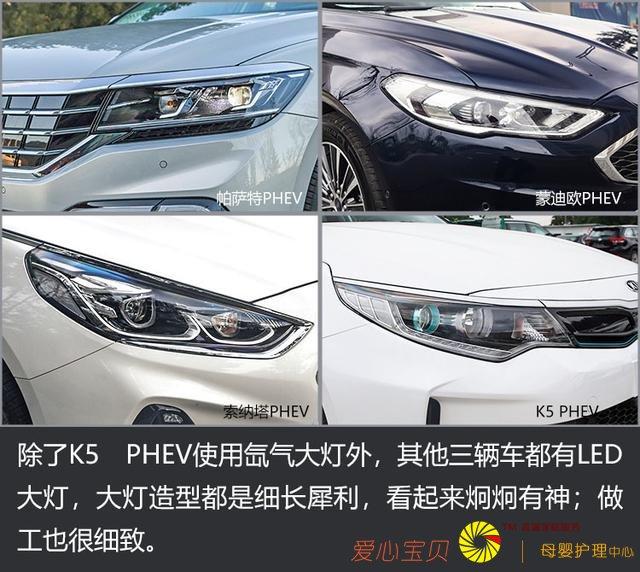 帕萨特PHEV
蒙迪欧PHEV
索纳塔PHEV
K5 PHEV
除了K5 PHEV使用氙气大灯外，其他三辆车都有LED
大灯，大灯造型都是细长犀利，看起来炯炯有神；做
工也很细致。
TM
爱心宝贝
母婴护理中心